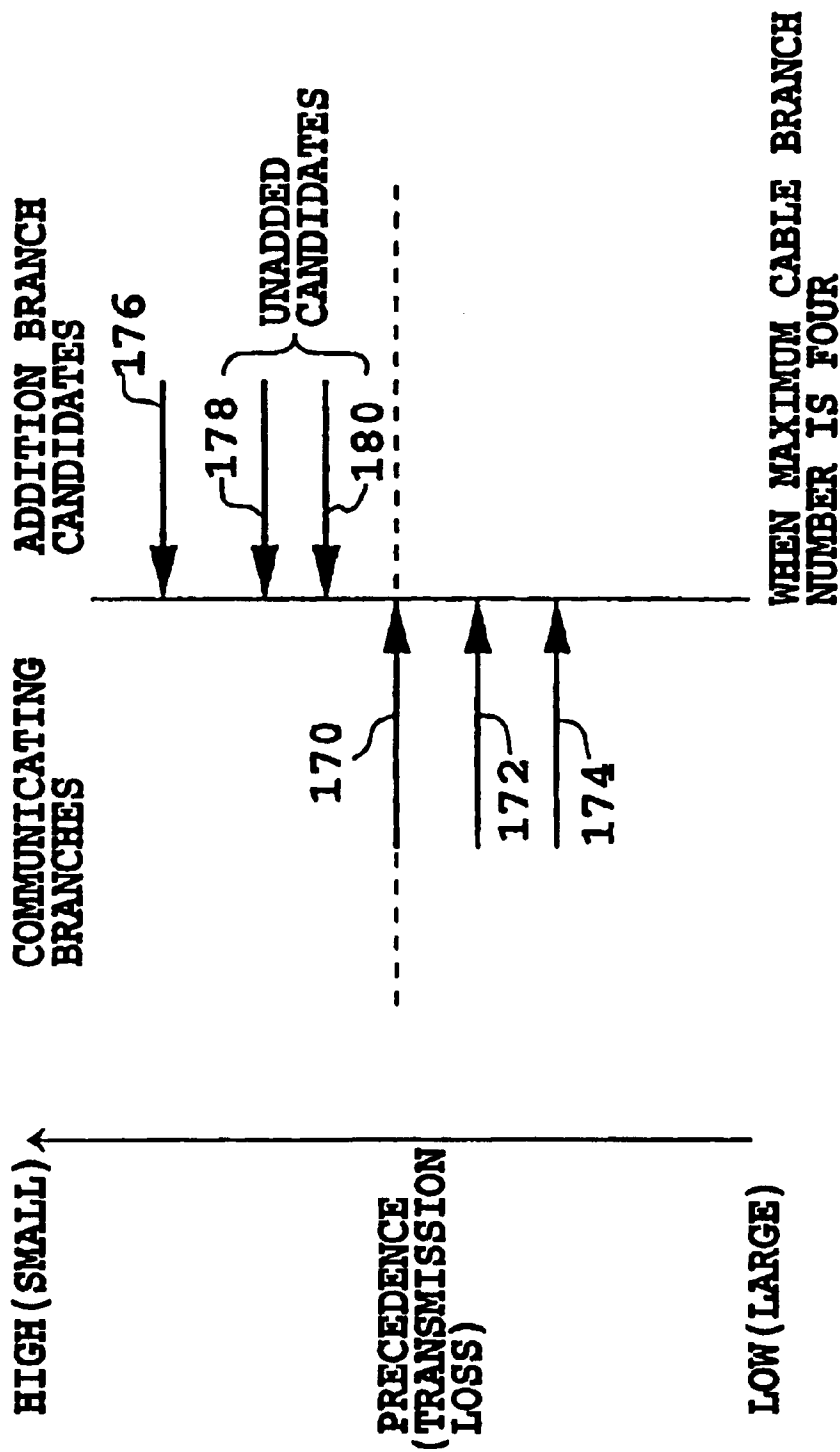 HIGH(SMALL)
PRECEDENCE
(TRANSMISSION
LOSS)
LOW(LARGE)
COMMUNICATING
BRANCHES
170
172
174
ADDITION BRANCH
CANDIDATES
176
178
180
UNADDED
CANDIDATES
WHEN MAXIMUM CABLE BRANCH
NUMBER IS FOUR